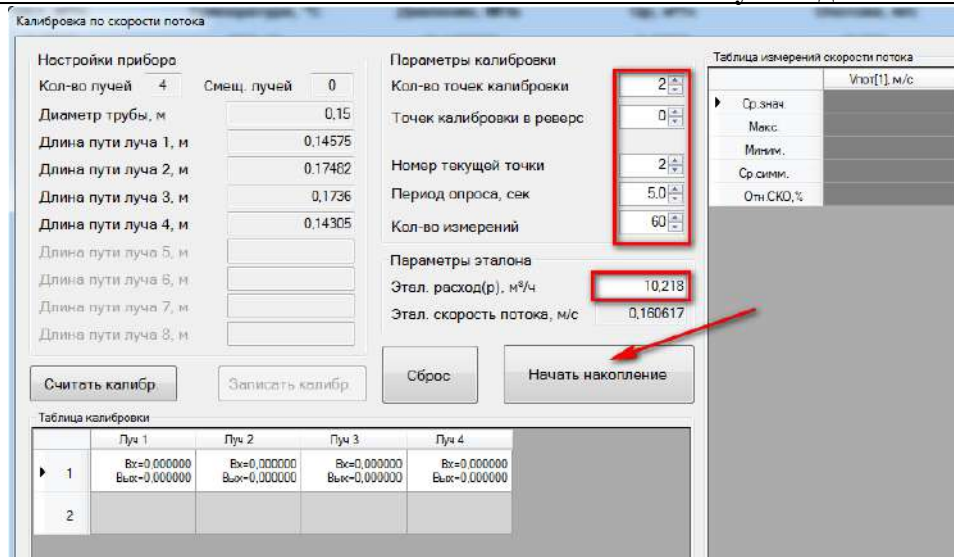 Калибровка по скорости потока
Настройки прибора
Кол-во лучей 4 Смещ. лучей 0
Диаметр трубы, м 0,15
Длина пути луча 1, м 0.14575
Длина пути луча 2, м 0.17482
Длина пути луча 3, м 0,1736
Длина пути луча 4, м 0,14305
Длина пути луча 5, м
Длина пути луча 6, м
Длина пути луча 7, м
Длина пути луча 8, м
Считать калибр.
Записать калибр.
Параметры калибровки
Кол-во точек калибровки 2
Точек калибровки в реверс 0
Номер текущей точки 2
Период опроса, сек 5.0
Кол-во измерений 60
Параметры эталона
Этал. расход(р), м³/ч 10,218
Этал. скорость потока, м/с 0,160617
Сброс
Начать накопление
Таблица измерений скорости потока
Vпот[1], м/с
Ср.знач.
Макс.
Миним.
Ср.симм.
Отн.СКО,%
Таблица калибровки
Луч 1 Луч 2 Луч 3 Луч 4
1 Вх=0,000000 Вх=0,000000 Вх=0,000000 Вх=0,000000
Вых=0,000000 Вых=0,000000 Вых=0,000000 Вых=0,000000
2